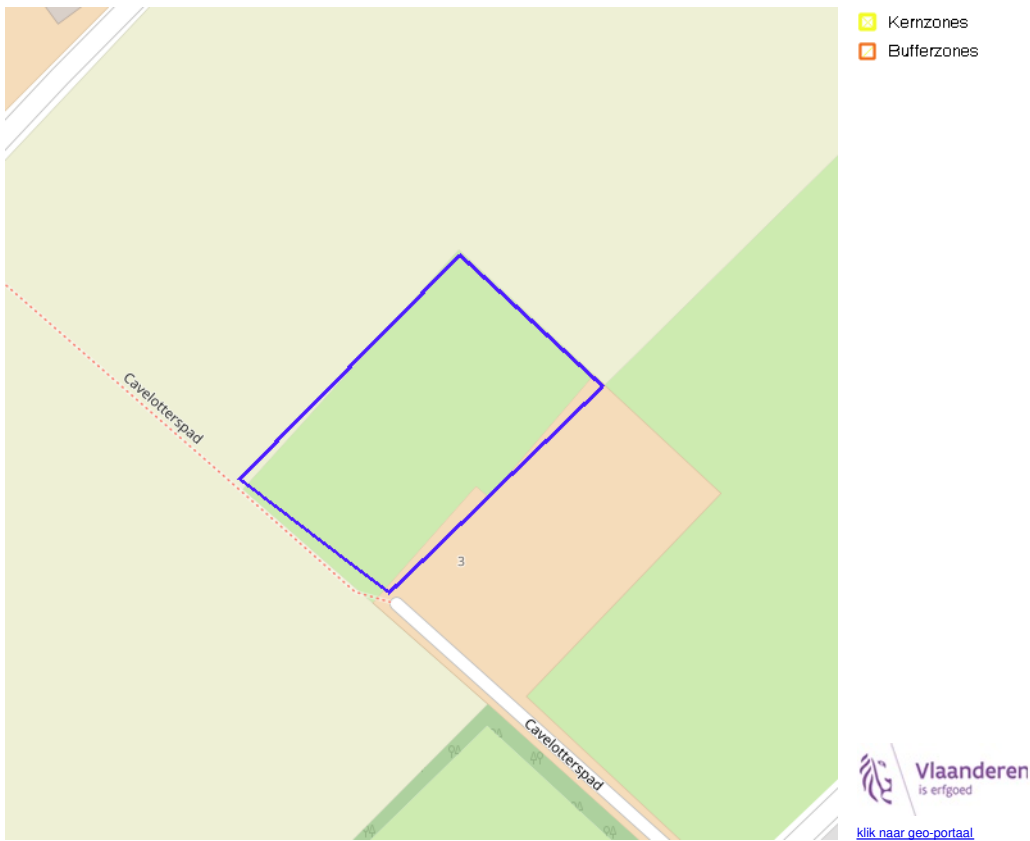 Kernzones
Bufferzones
Cavelotterspad
3
Cavelotterspad
Vlaanderen
is erfgoed
klik naar geo-portaal